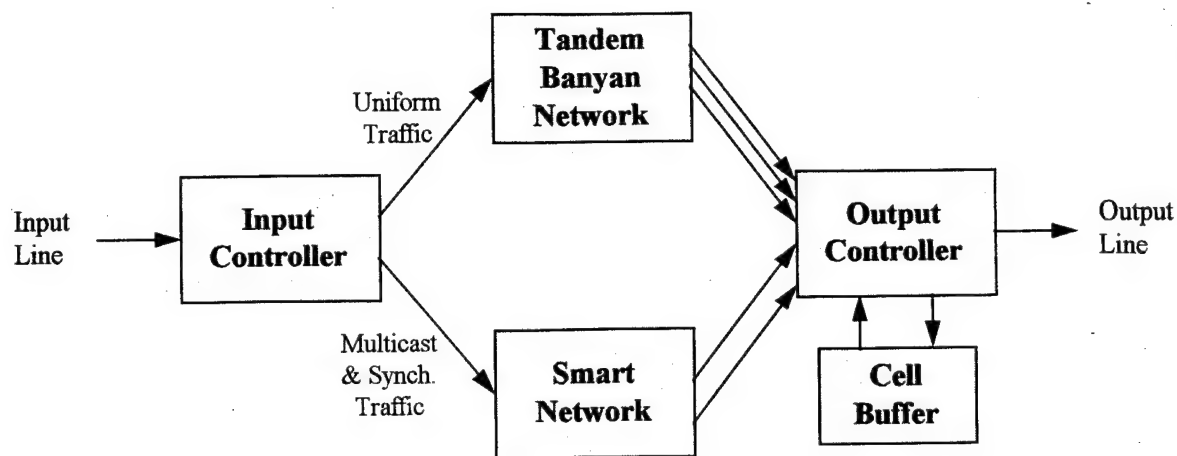 Tandem
Banyan
Network
Uniform
Traffic
Input
Line
Input
Controller
Output
Controller
Output
Line
Multicast
& Synch.
Traffic
Smart
Network
Cell
Buffer